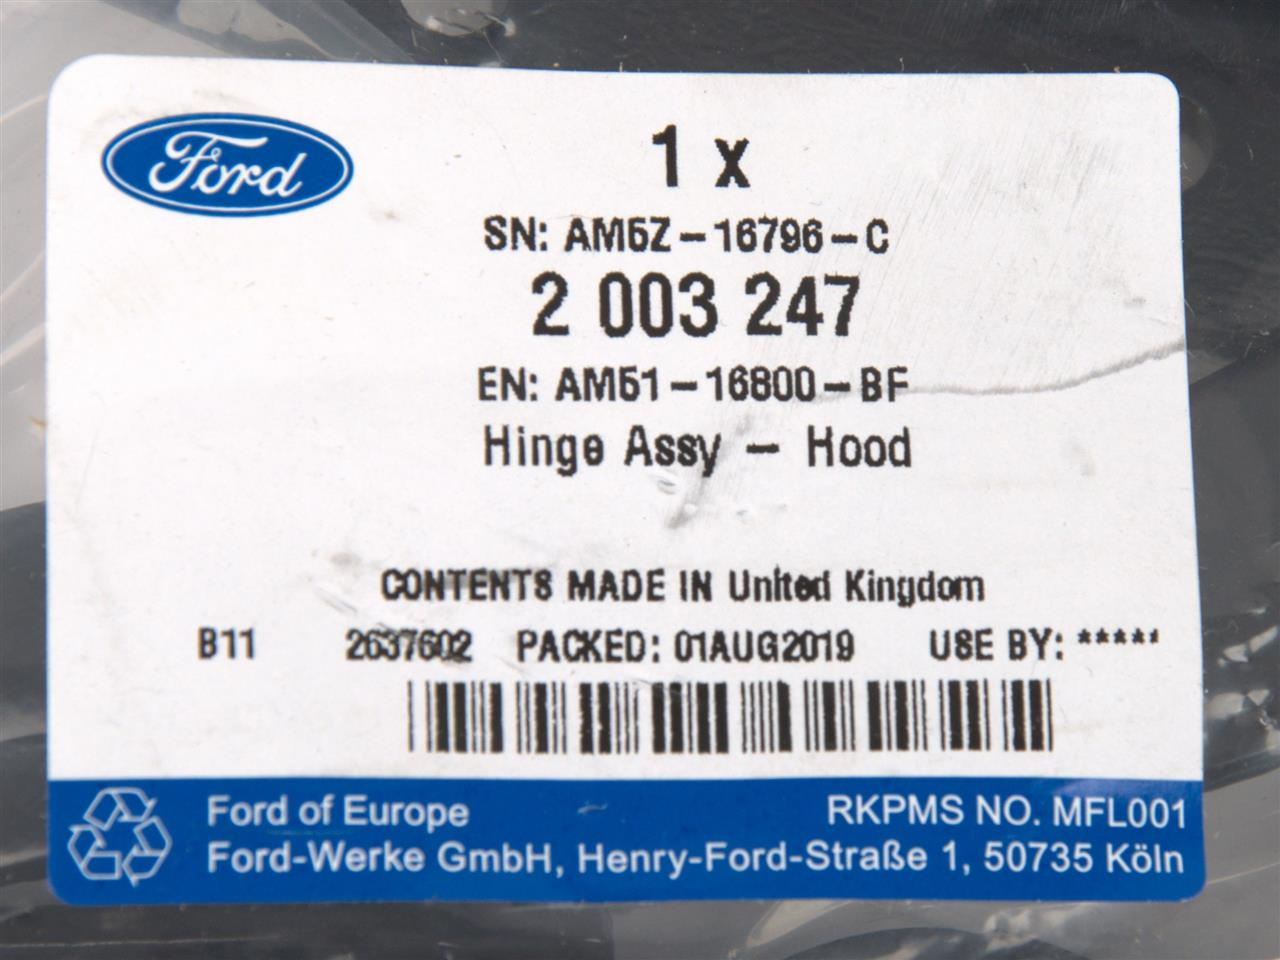 Ford
1 x
SN: AM5Z-16796-C
2 003 247
EN: AM51-16800-BF
Hinge Assy - Hood
CONTENTS MADE IN United Kingdom
B11 2637602 PACKED: 01AUG2019 USE BY: *****
Ford of Europe RKPMS NO. MFL001
Ford-Werke GmbH, Henry-Ford-Straße 1, 50735 Köln